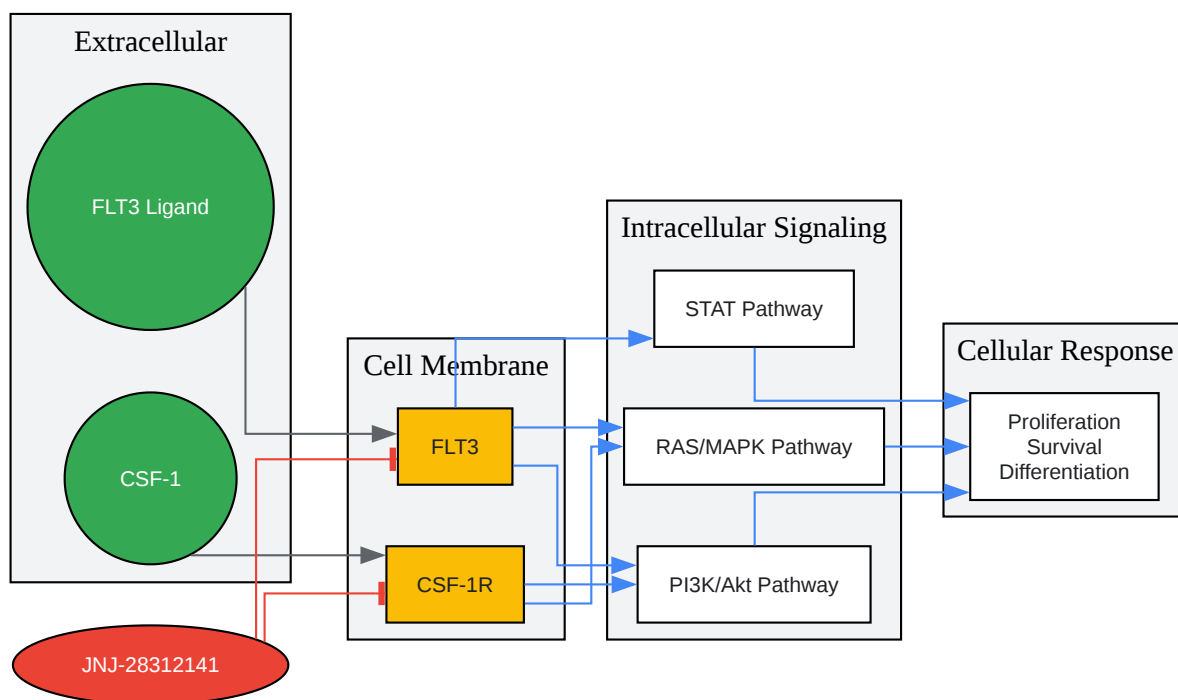 Extracellular
FLT3 Ligand
CSF-1
JNJ-28312141
Cell Membrane
FLT3
CSF-1R
Intracellular Signaling
STAT Pathway
RAS/MAPK Pathway
PI3K/Akt Pathway
Cellular Response
Proliferation
Survival
Differentiation